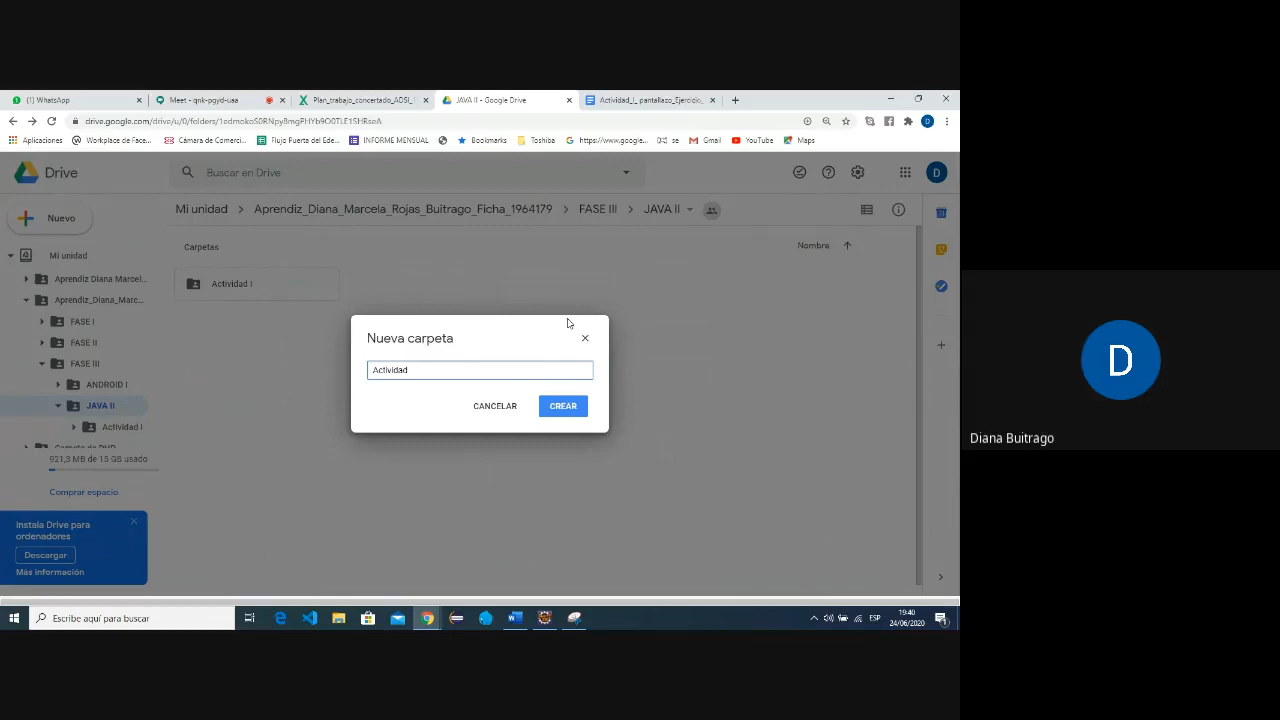 (1) WhatsApp
Meet - qnk-pgyd-uaa
Plan_trabajo_concertado_ADSI_
JAVA II - Google Drive
Actividad_I_ pantallazo_Ejercicio_
drive.google.com/drive/u/0/folders/
Aplicaciones
Workplace de Face...
Cámara de Comerci...
Flujo Puerta del Ede...
INFORME MENSUAL
Bookmarks
Toshiba
https://www.google...
se
Gmail
YouTube
Maps
Drive
Buscar en Drive
D
Nuevo
Mi unidad
Aprendiz_Diana_Marcela_Rojas_Buitrago_Ficha_1964179
FASE III
JAVA II
Carpetas
Nombre
Actividad I
Mi unidad
Aprendiz Diana Marcel...
Aprendiz_Diana_Marc...
FASE I
FASE II
FASE III
ANDROID I
JAVA II
Actividad I
921,3 MB de 15 GB usado
Comprar espacio
Instala Drive para
ordenadores
Descargar
Más información
Nueva carpeta
Actividad
CANCELAR
CREAR
Escribe aquí para buscar
ESP
19:40
24/06/2020
D
Diana Buitrago